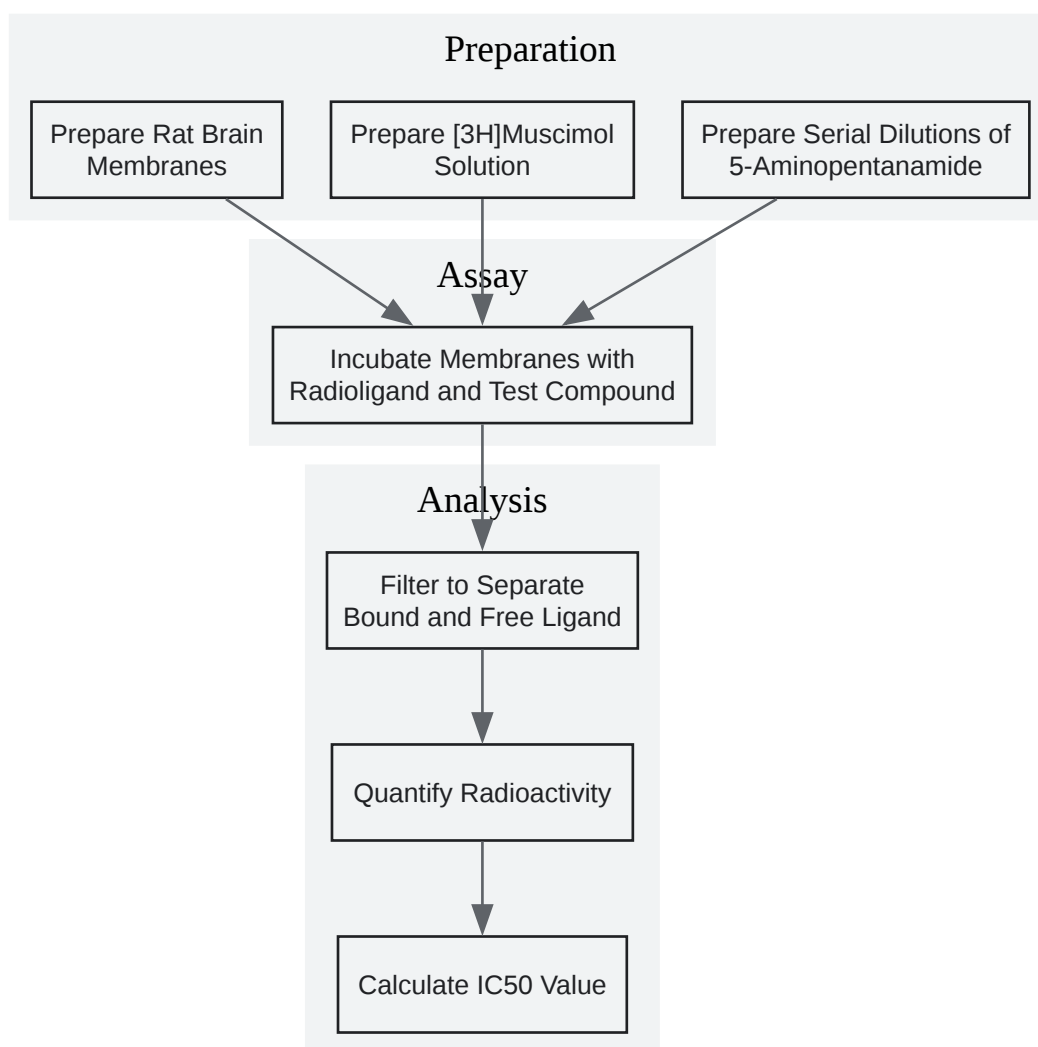 Preparation
Prepare Rat Brain
Membranes
Prepare [3H]Muscimol
Solution
Prepare Serial Dilutions of
5-Aminopentanamide
Assay
Incubate Membranes with
Radioligand and Test Compound
Analysis
Filter to Separate
Bound and Free Ligand
Quantify Radioactivity
Calculate IC50 Value